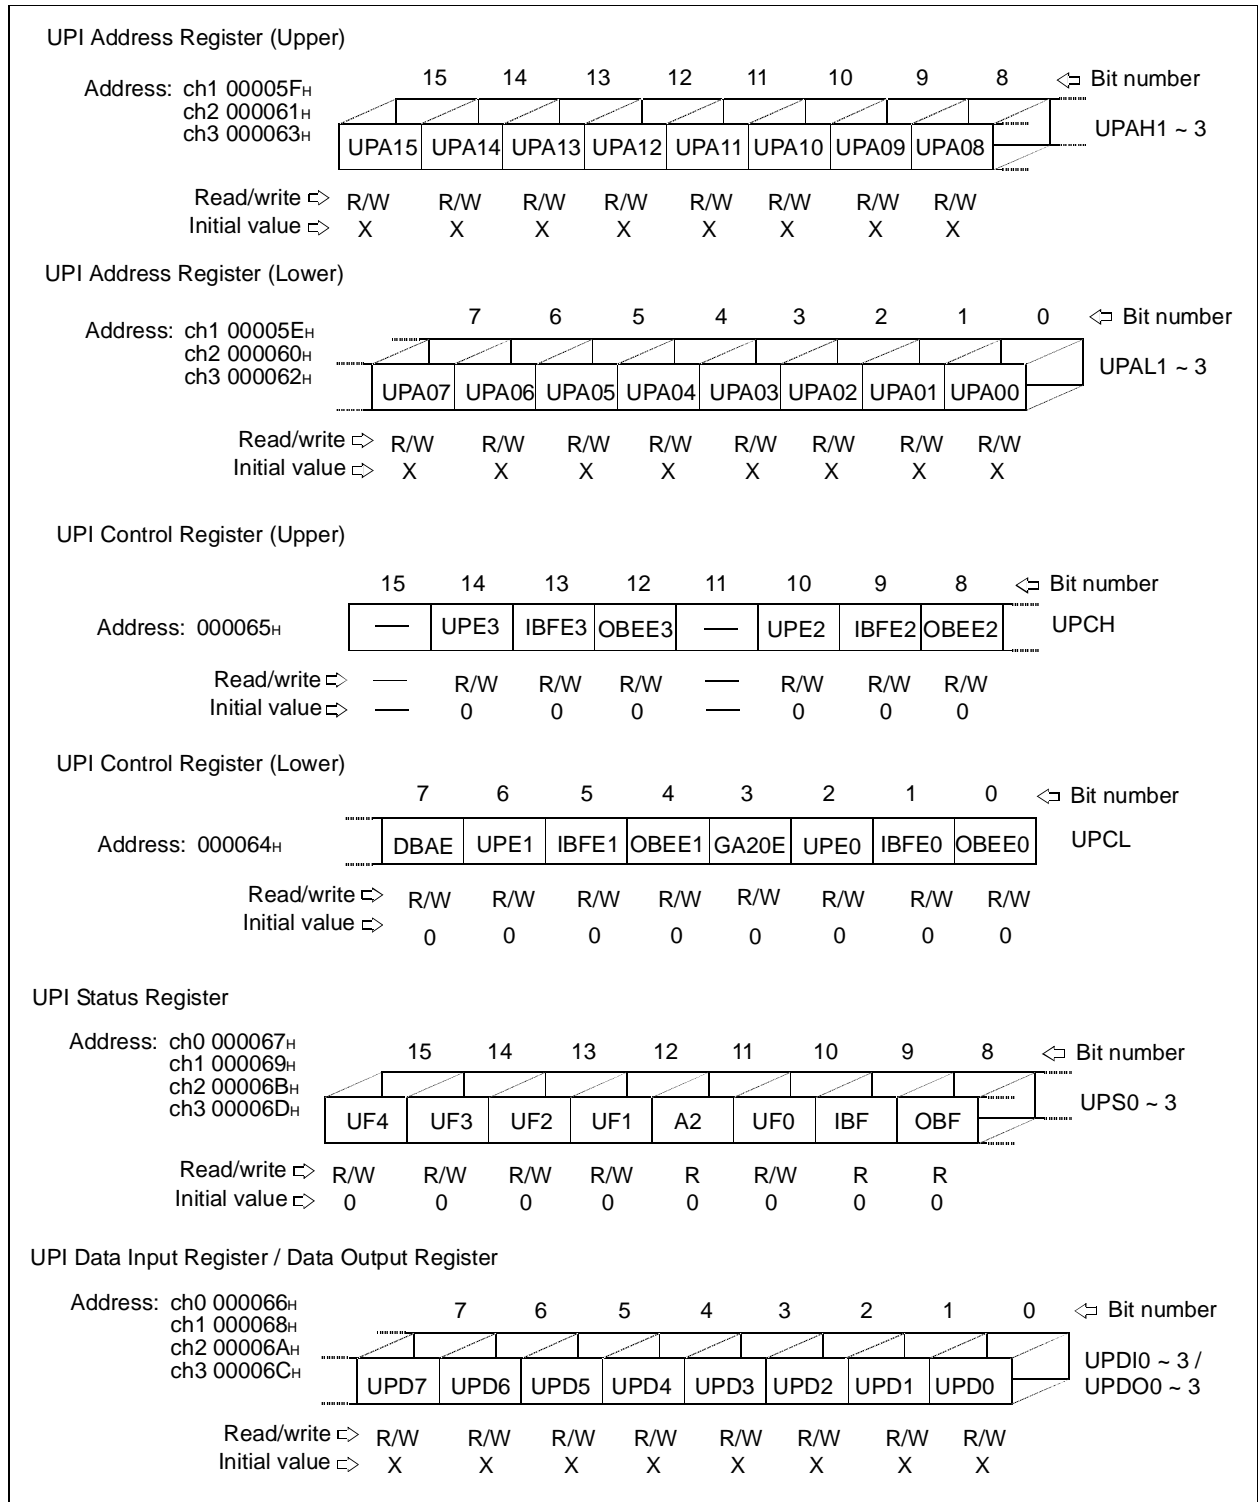 UPI Address Register (Upper)
15 14 13 12 11 10 9 8 Bit number
Address: ch1 00005FH
ch2 000061H
ch3 000063H
UPAH1 ~ 3
UPA15 UPA14 UPA13 UPA12 UPA11 UPA10 UPA09 UPA08
Read/write R/W R/W R/W R/W R/W R/W R/W R/W
Initial value X X X X X X X X
UPI Address Register (Lower)
7 6 5 4 3 2 1 0 Bit number
Address: ch1 00005EH
ch2 000060H
ch3 000062H
UPAL1 ~ 3
UPA07 UPA06 UPA05 UPA04 UPA03 UPA02 UPA01 UPA00
Read/write R/W R/W R/W R/W R/W R/W R/W R/W
Initial value X X X X X X X X
UPI Control Register (Upper)
15 14 13 12 11 10 9 8 Bit number
Address: 000065H — UPE3 IBFE3 OBEE3 — UPE2 IBFE2 OBEE2 UPCH
Read/write — R/W R/W R/W — R/W R/W R/W
Initial value — 0 0 0 — 0 0 0
UPI Control Register (Lower)
7 6 5 4 3 2 1 0 Bit number
Address: 000064H DBAE UPE1 IBFE1 OBEE1 GA20E UPE0 IBFE0 OBEE0 UPCL
Read/write R/W R/W R/W R/W R/W R/W R/W R/W
Initial value 0 0 0 0 0 0 0 0
UPI Status Register
Address: ch0 000067H
15 14 13 12 11 10 9 8 Bit number
ch1 000069H
ch2 00006BH
ch3 00006DH
UPS0 ~ 3
UF4 UF3 UF2 UF1 A2 UF0 IBF OBF
Read/write R/W R/W R/W R/W R R/W R R
Initial value 0 0 0 0 0 0 0 0
UPI Data Input Register / Data Output Register
Address: ch0 000066H
7 6 5 4 3 2 1 0 Bit number
ch1 000068H
ch2 00006AH
ch3 00006CH
UPDI0 ~ 3 /
UPDO0 ~ 3
UPD7 UPD6 UPD5 UPD4 UPD3 UPD2 UPD1 UPD0
Read/write R/W R/W R/W R/W R/W R/W R/W R/W
Initial value X X X X X X X X